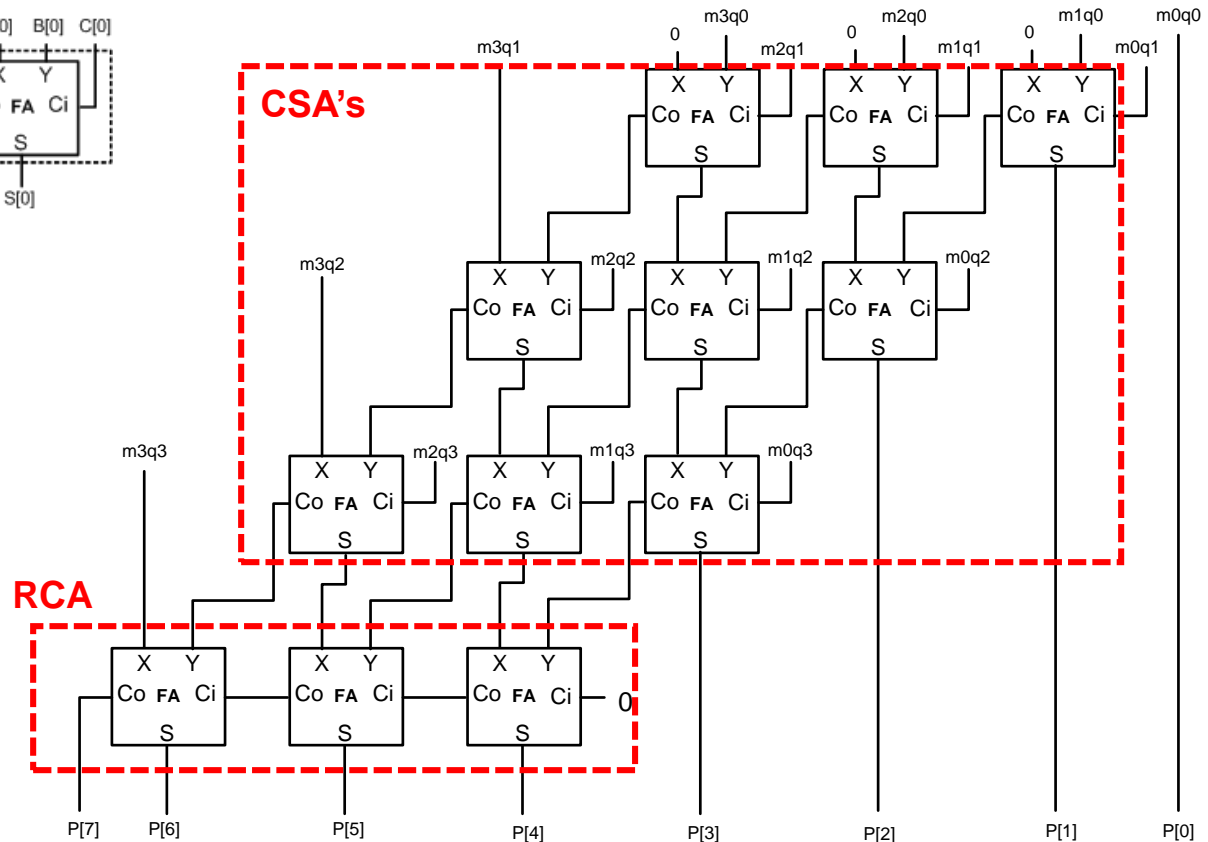 0] B[0] C[0]
X Y
FA Ci
S
S[0]
m3q0 m2q0 m1q0 m0q0
0 0 0
m3q1 m2q1 m1q1 m0q1
CSA's
X Y X Y X Y
Co FA Ci Co FA Ci Co FA Ci
S S S
m3q2 m2q2 m1q2 m0q2
X Y X Y X Y
Co FA Ci Co FA Ci Co FA Ci
S S S
m3q3 m2q3 m1q3 m0q3
X Y X Y X Y
Co FA Ci Co FA Ci Co FA Ci
S S S
RCA
X Y X Y X Y
Co FA Ci Co FA Ci Co FA Ci 0
S S S
P[7] P[6] P[5] P[4] P[3] P[2] P[1] P[0]